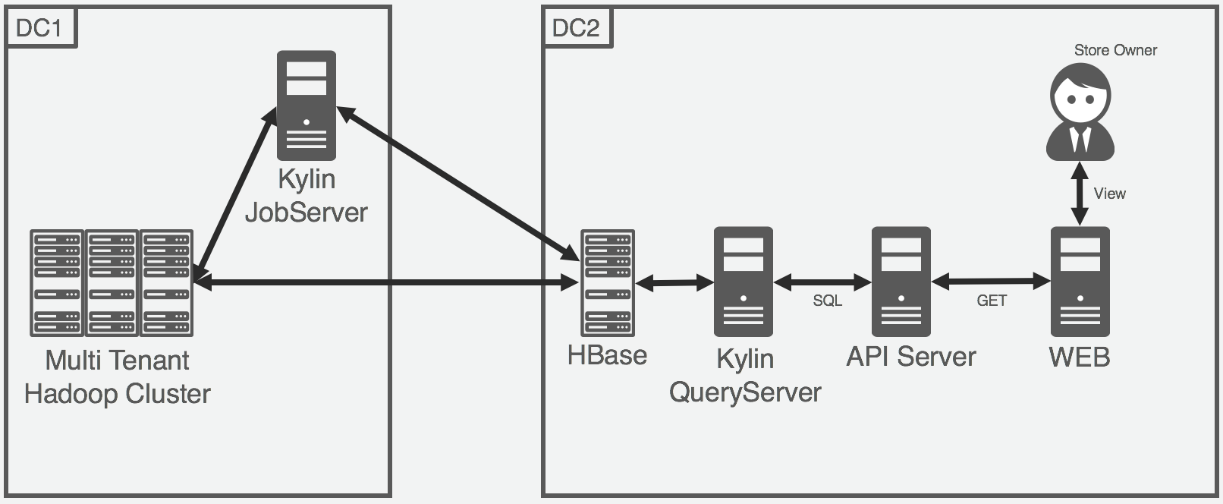 DC1
Kylin
JobServer
Multi Tenant
Hadoop Cluster
DC2
Store Owner
View
HBase
Kylin
QueryServer
SQL
API Server
GET
WEB